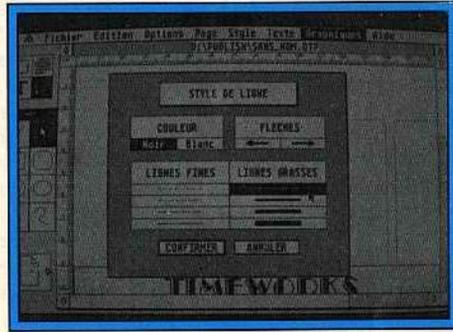 Fichier Edition Options Page Style Texte Graphiques Aide
D:\PUBLISH\SANS_NOM.DTP
STYLE DE LIGNE
COULEUR
Noir Blanc
FLECHES
LIGNES FINES
LIGNES GRASSES
CONFIRMER ANNULER
TIMEWORKS